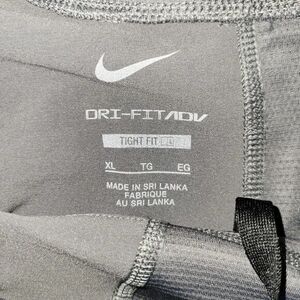 DRI-FIT ADV
TIGHT FIT
XL TG EG
MADE IN SRI LANKA
FABRIQUE
AU SRI LANKA